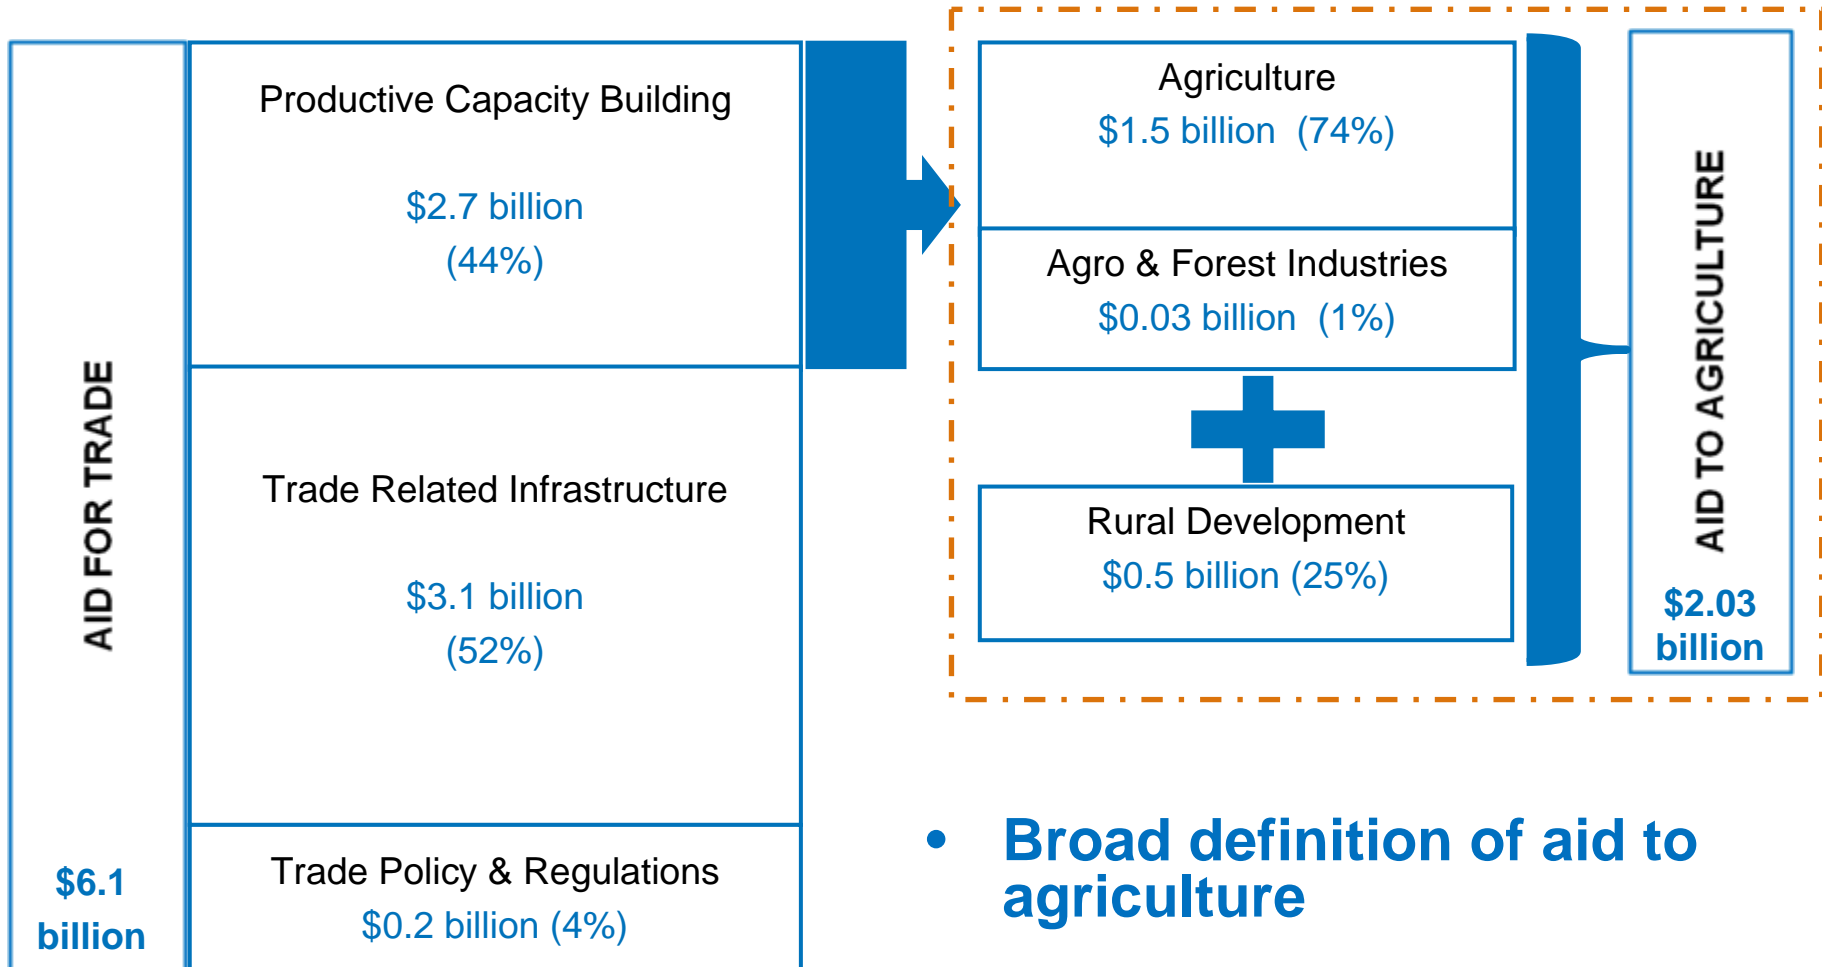 AID FOR TRADE
$6.1
billion
Productive Capacity Building
$2.7 billion
(44%)
Trade Related Infrastructure
$3.1 billion
(52%)
Trade Policy & Regulations
$0.2 billion (4%)
Agriculture
$1.5 billion (74%)
Agro & Forest Industries
$0.03 billion (1%)
Rural Development
$0.5 billion (25%)
AID TO AGRICULTURE
$2.03
billion
• Broad definition of aid to
agriculture